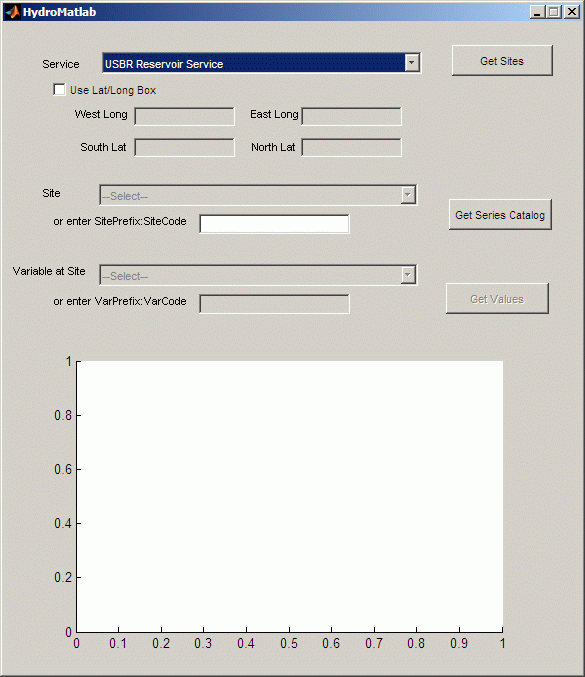 HydroMatlab
Service USBR Reservoir Service Get Sites
Use Lat/Long Box
West Long East Long
South Lat North Lat
Site --Select--
or enter SitePrefix:SiteCode Get Series Catalog
Variable at Site --Select--
or enter VarPrefix:VarCode Get Values
1
0.8
0.6
0.4
0.2
0
0 0.1 0.2 0.3 0.4 0.5 0.6 0.7 0.8 0.9 1